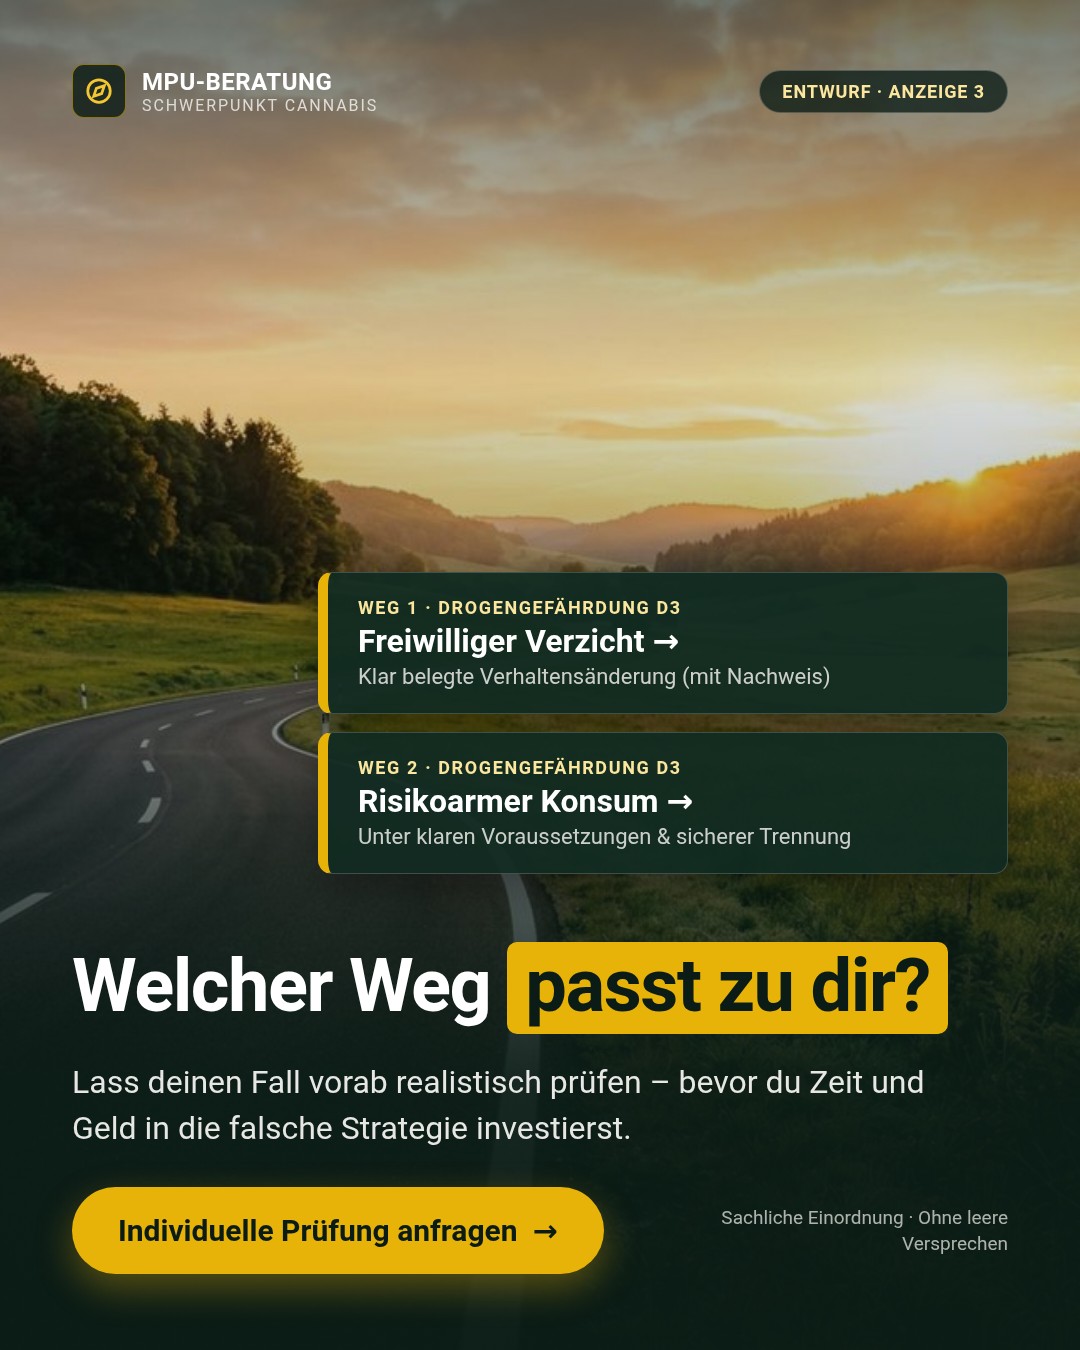 MPU-BERATUNG
SCHWERPUNKT CANNABIS
ENTWURF · ANZEIGE 3
WEG 1 · DROGENGEFÄHRDUNG D3
Freiwilliger Verzicht →
Klar belegte Verhaltensänderung (mit Nachweis)
WEG 2 · DROGENGEFÄHRDUNG D3
Risikoarmer Konsum →
Unter klaren Voraussetzungen & sicherer Trennung
Welcher Weg passt zu dir?
Lass deinen Fall vorab realistisch prüfen – bevor du Zeit und
Geld in die falsche Strategie investierst.
Individuelle Prüfung anfragen →
Sachliche Einordnung · Ohne leere
Versprechen